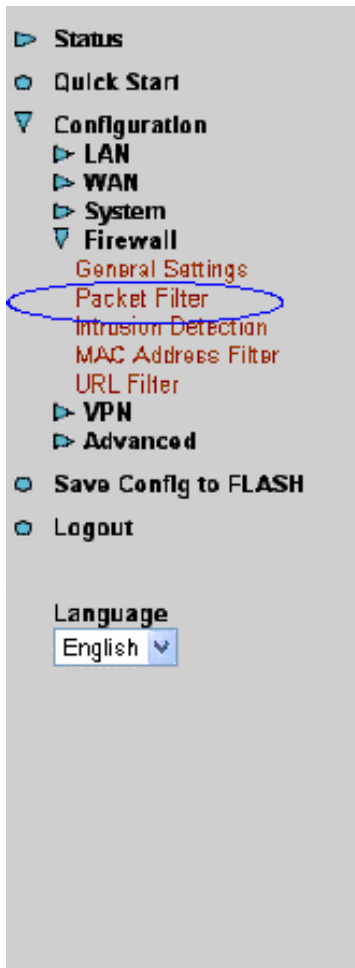 Status
Quick Start
Configuration
LAN
WAN
System
Firewall
General Settings
Packet Filter
Intrusion Detection
MAC Address Filter
URL Filter
VPN
Advanced
Save Config to FLASH
Logout
Language
English